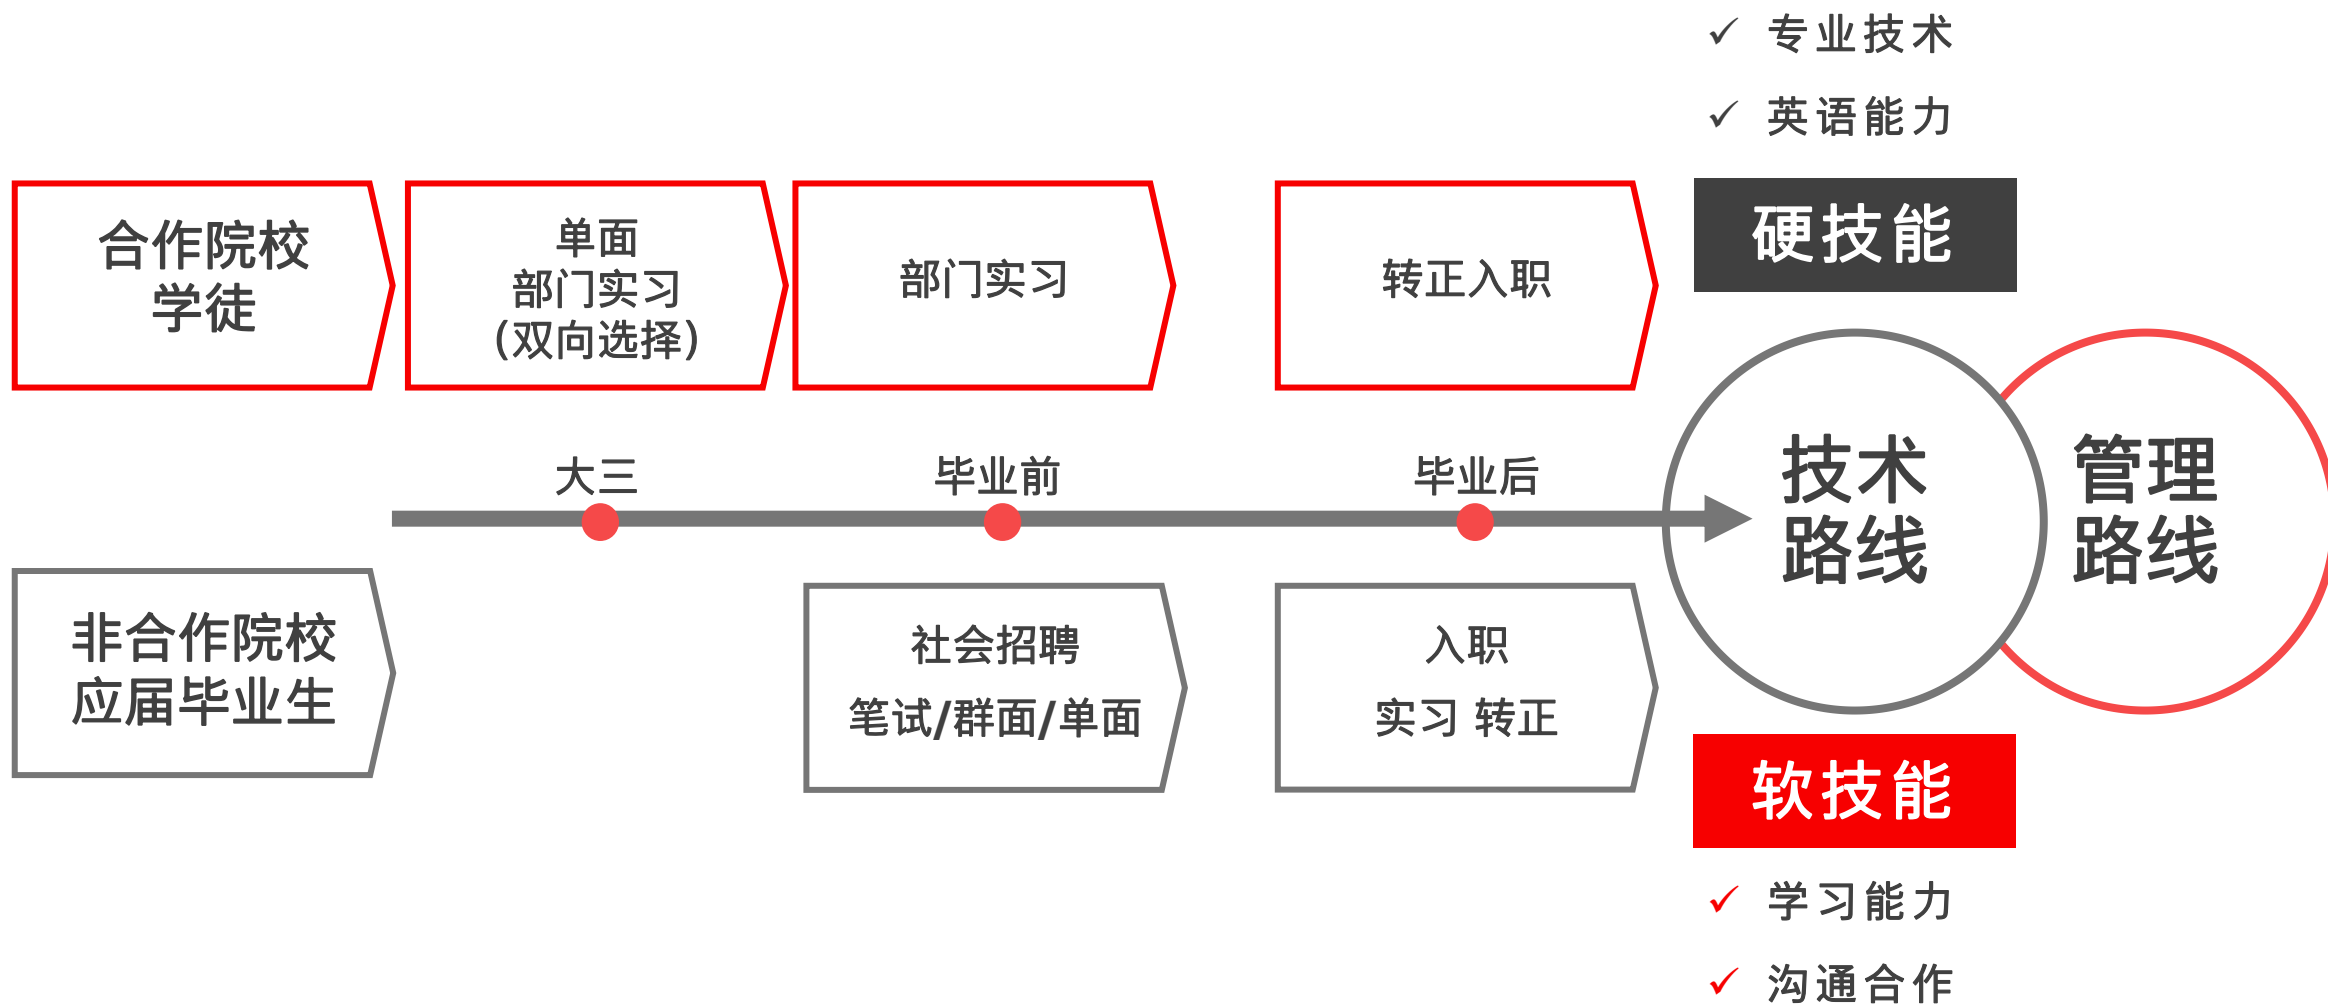 ✓ 专业技术
✓ 英语能力
硬技能
合作院校
学徒
单面
部门实习
(双向选择)
部门实习
转正入职
大三
毕业前
毕业后
技术
路线
管理
路线
非合作院校
应届毕业生
社会招聘
笔试/群面/单面
入职
实习 转正
软技能
✓ 学习能力
✓ 沟通合作